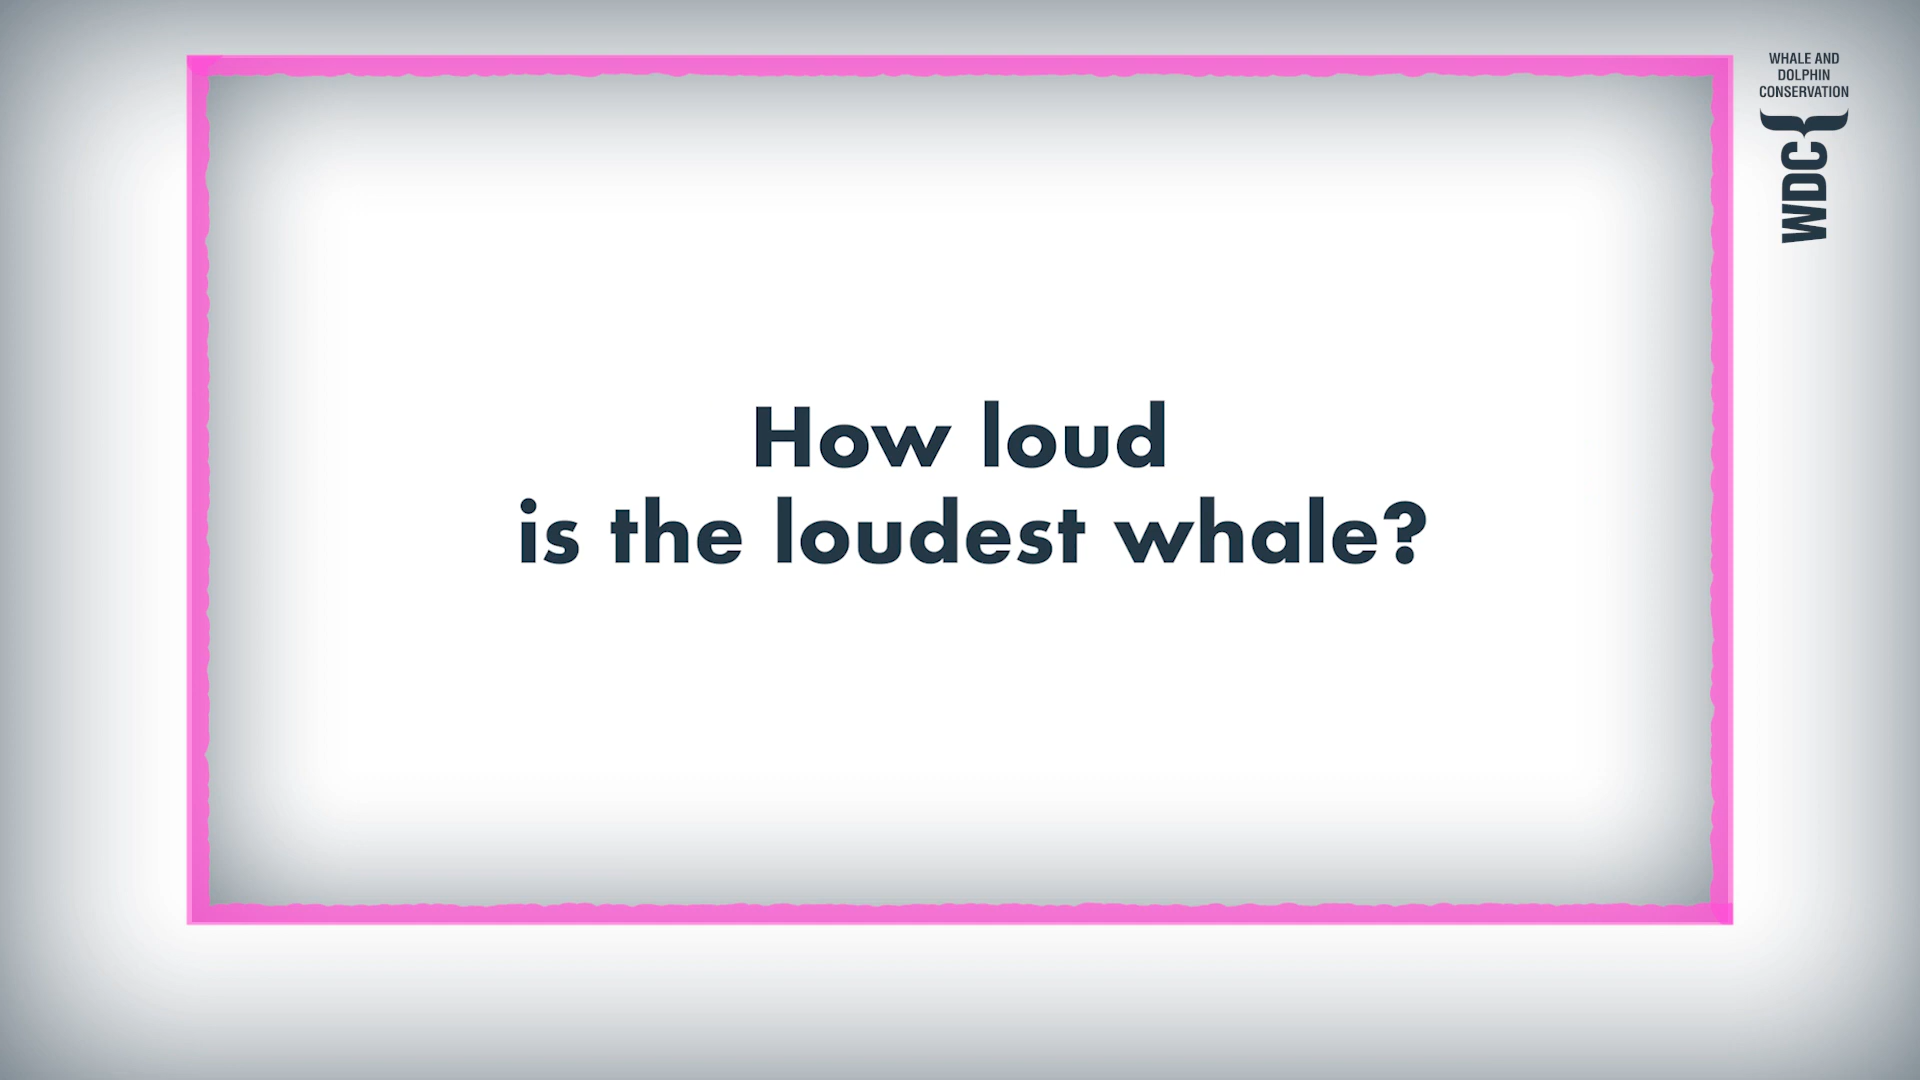 WHALE AND
DOLPHIN
CONSERVATION
WDC
How loud
is the loudest whale?